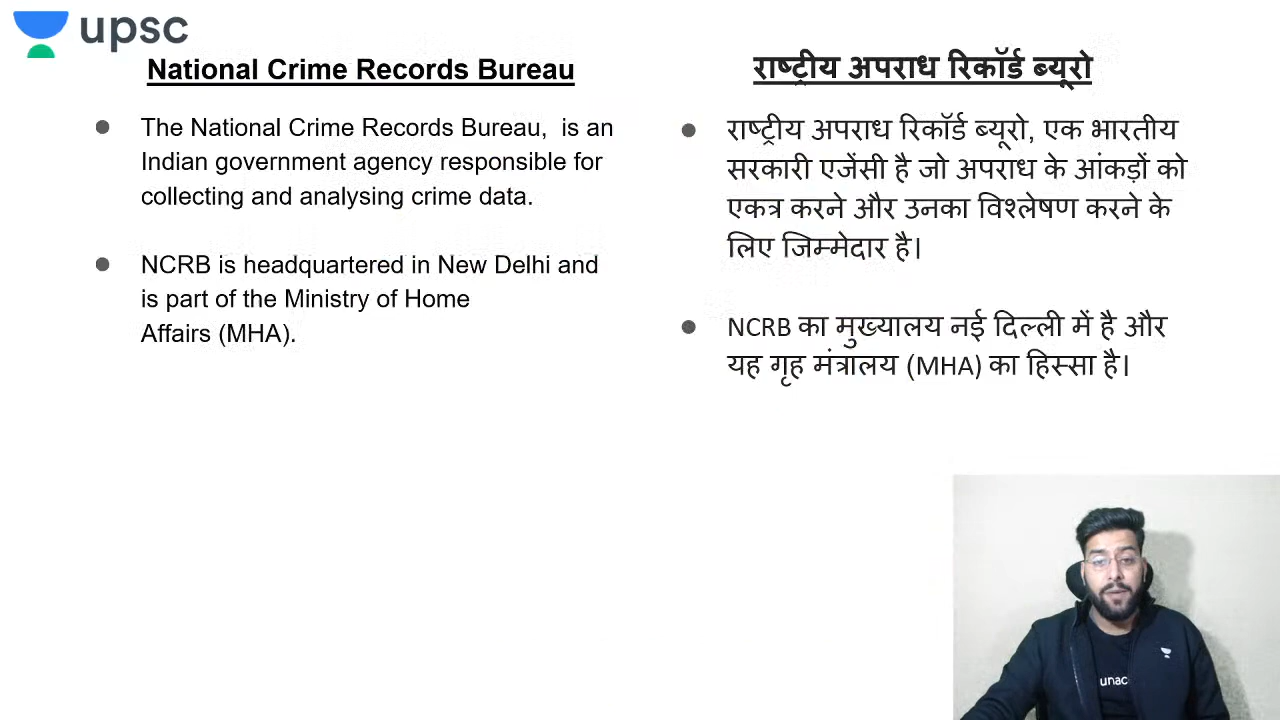 upsc
National Crime Records Bureau
The National Crime Records Bureau, is an
Indian government agency responsible for
collecting and analysing crime data.
NCRB is headquartered in New Delhi and
is part of the Ministry of Home
Affairs (MHA).
राष्ट्रीय अपराध रिकॉर्ड ब्यूरो
राष्ट्रीय अपराध रिकॉर्ड ब्यूरो, एक भारतीय
सरकारी एजेंसी है जो अपराध के आंकड़ों को
एकत्र करने और उनका विश्लेषण करने के
लिए जिम्मेदार है।
NCRB का मुख्यालय नई दिल्ली में है और
यह गृह मंत्रालय (MHA) का हिस्सा है।
unac